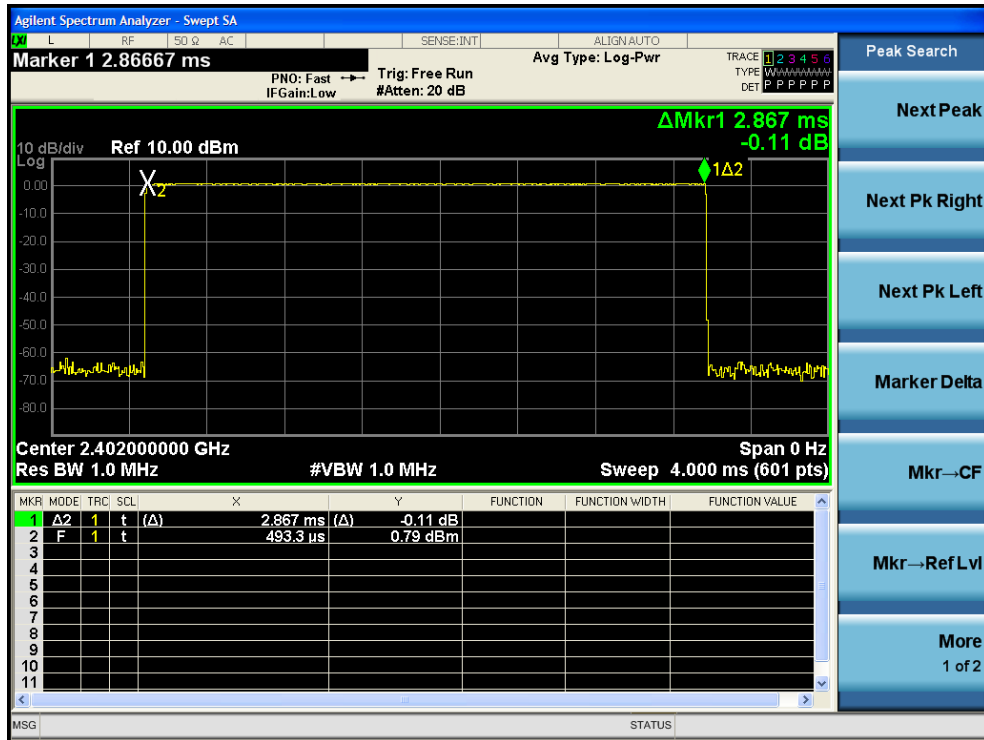 Agilent Spectrum Analyzer - Swept SA
LXI L RF 50 Ω AC SENSE:INT ALIGN AUTO
Marker 1 2.86667 ms
PNO: Fast
IFGain:Low
Trig: Free Run
#Atten: 20 dB
Avg Type: Log-Pwr
TRACE 1 2 3 4 5 6
TYPE WWWWWW
DET P P P P P P
ΔMkr1 2.867 ms
-0.11 dB
10 dB/div Ref 10.00 dBm
Log
0.00
-10.0
-20.0
-30.0
-40.0
-50.0
-60.0
-70.0
-80.0
2
1Δ2
Center 2.402000000 GHz Span 0 Hz
Res BW 1.0 MHz #VBW 1.0 MHz Sweep 4.000 ms (601 pts)
MKR MODE TRC SCL X Y FUNCTION FUNCTION WIDTH FUNCTION VALUE
1 Δ2 1 t (Δ) 2.867 ms (Δ) -0.11 dB
2 F 1 t 493.3 µs 0.79 dBm
3
4
5
6
7
8
9
10
11
MSG STATUS
Peak Search
Next Peak
Next Pk Right
Next Pk Left
Marker Delta
Mkr→CF
Mkr→Ref Lvl
More
1 of 2